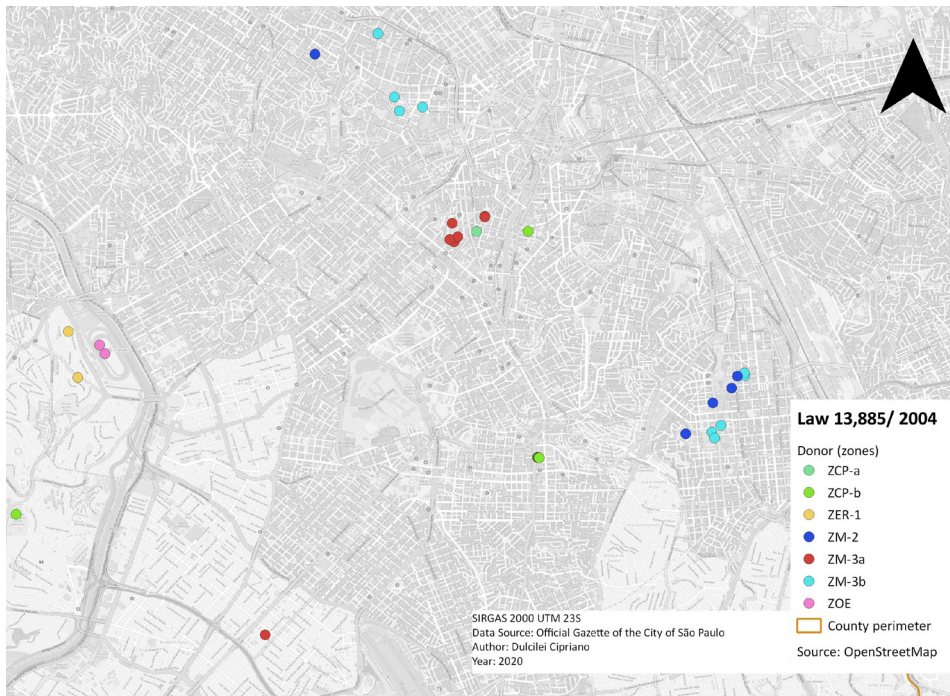 Law 13,885/ 2004
Donor (zones)
ZCP-a
ZCP-b
ZER-1
ZM-2
ZM-3a
ZM-3b
ZOE
County perimeter
Source: OpenStreetMap
SIRGAS 2000 UTM 23S
Data Source: Official Gazette of the City of São Paulo
Author: Dulcilei Cipriano
Year: 2020